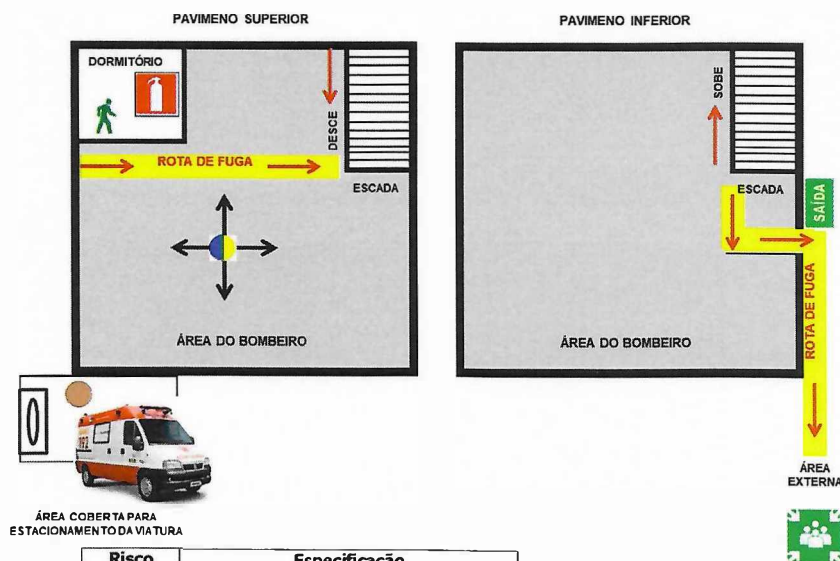 PAVIMENO SUPERIOR
DORMITÓRIO
DESCE
ROTA DE FUGA
ESCADA
ÁREA DO BOMBEIRO
192
ÁREA COBERTA PARA
ESTACIONAMENTO DA VIATURA
PAVIMENO INFERIOR
SOBE
ESCADA
SAÍDA
ROTA DE FUGA
ÁREA DO BOMBEIRO
ÁREA
EXTERNA
Risco
Especificação